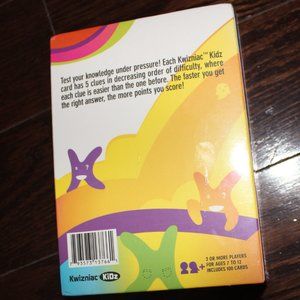 Test your knowledge under pressure! Each Kwizniac™ Kidz
card has 5 clues in decreasing order of difficulty, where
each clue is easier than the one before. The faster you get
the right answer, the more points you score!
2 OR MORE PLAYERS
FOR AGES 7 TO 12
INCLUDES 100 CARDS
Kwizniac KiDz